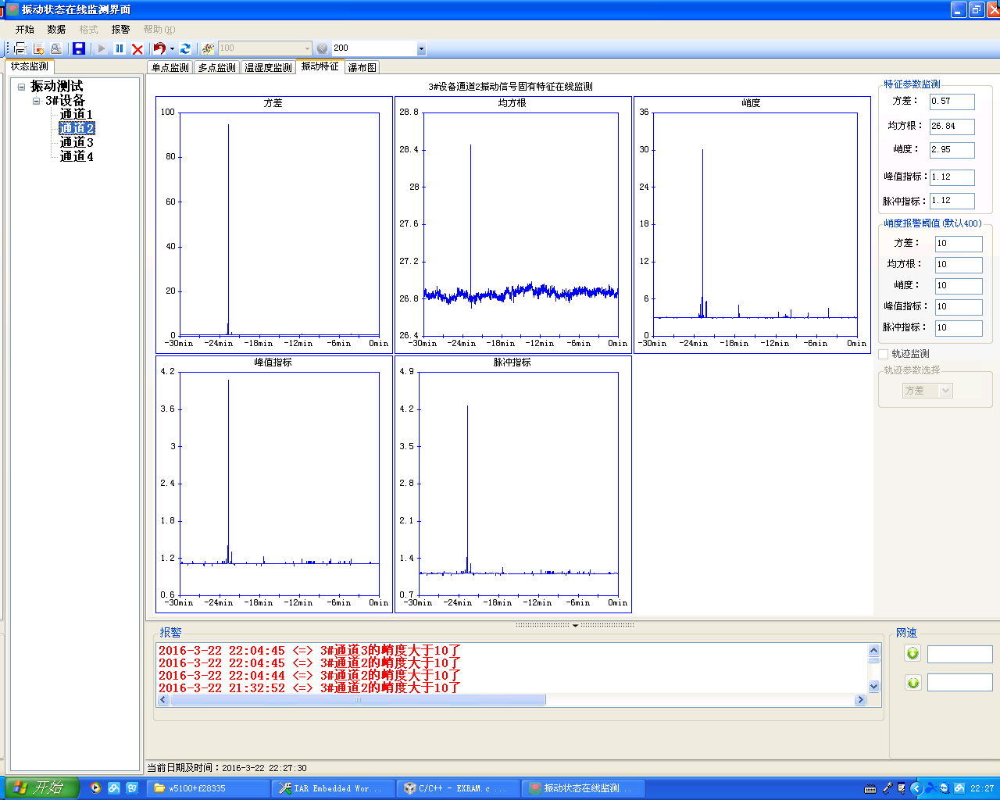 振动状态在线监测界面
开始 数据 格式 报警 帮助(H)
100 200
状态监测
单点监测 多点监测 温湿度监测 振动特征 瀑布图
振动测试
3#设备
通道1
通道2
通道3
通道4
3#设备通道2振动信号固有特征在线监测
方差
100
80
60
40
20
0
-30min -24min -18min -12min -6min 0min
均方根
28.8
28.4
28
27.6
27.2
26.8
26.4
-30min -24min -18min -12min -6min 0min
峭度
36
30
24
18
12
6
0
-30min -24min -18min -12min -6min 0min
峰值指标
4.2
3.6
3
2.4
1.8
1.2
0.6
-30min -24min -18min -12min -6min 0min
脉冲指标
4.9
4.2
3.5
2.8
2.1
1.4
0.7
-30min -24min -18min -12min -6min 0min
特征参数监测
方差： 0.57
均方根： 26.84
峭度： 2.95
峰值指标： 1.12
脉冲指标： 1.12
峭度报警阈值(默认400)
方差： 10
均方根： 10
峭度： 10
峰值指标： 10
脉冲指标： 10
轨迹监测
轨迹参数选择
方差
报警
2016-3-22 22:04:45 <=> 3#通道3的峭度大于10了
2016-3-22 22:04:45 <=> 3#通道2的峭度大于10了
2016-3-22 22:04:44 <=> 3#通道2的峭度大于10了
2016-3-22 21:32:52 <=> 3#通道2的峭度大于10了
网速
当前日期及时间：2016-3-22 22:27:30
开始 w5100+f28335 IAR Embedded Wor... C/C++ - EXRAM.c ... 振动状态在线监测... 22:27